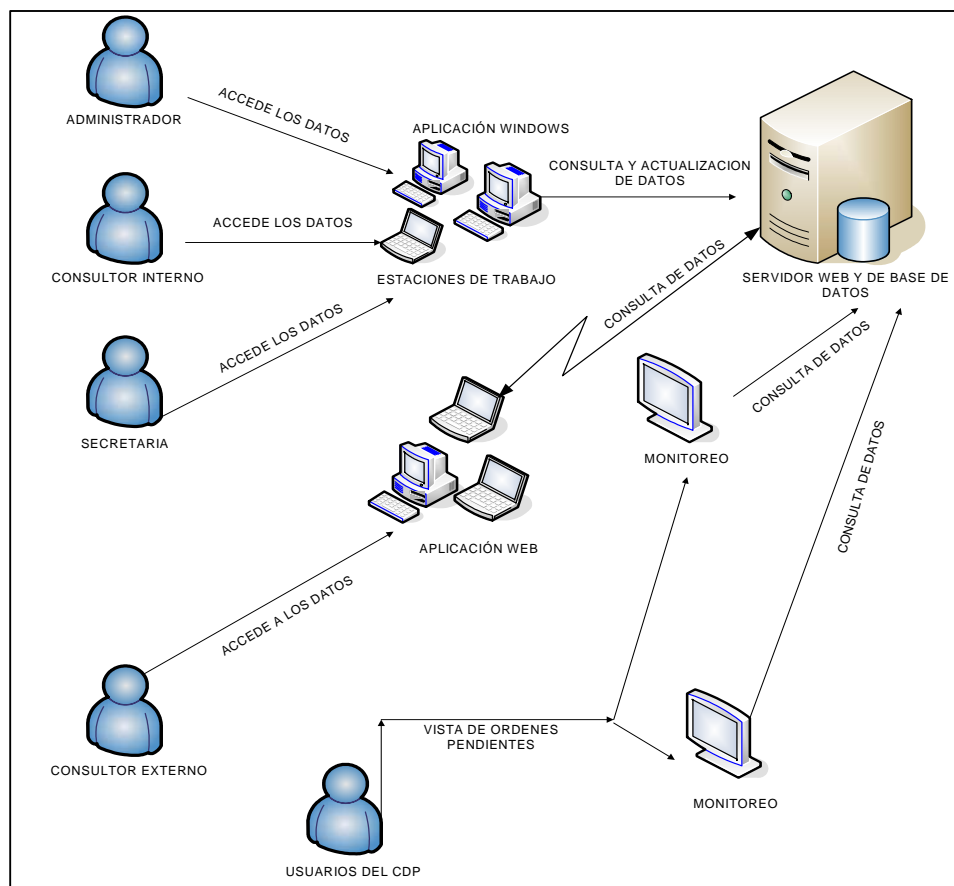 ADMINISTRADOR
ACCEDE LOS DATOS
APLICACIÓN WINDOWS
CONSULTA Y ACTUALIZACION
DE DATOS
ACCEDE LOS DATOS
CONSULTOR INTERNO
ESTACIONES DE TRABAJO
SERVIDOR WEB Y DE BASE DE
DATOS
CONSULTA DE DATOS
ACCEDE LOS DATOS
SECRETARIA
CONSULTA DE DATOS
MONITOREO
APLICACIÓN WEB
CONSULTA DE DATOS
ACCEDE A LOS DATOS
CONSULTOR EXTERNO
VISTA DE ORDENES
PENDIENTES
MONITOREO
USUARIOS DEL CDP